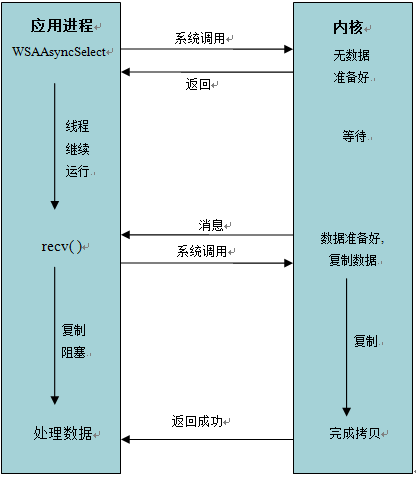 应用进程
WSAAsyncSelect
系统调用
内核
无数据
准备好
返回
线程
继续
运行
等待
消息
recv()
系统调用
数据准备好,
复制数据
复制
阻塞
复制
返回成功
处理数据
完成拷贝